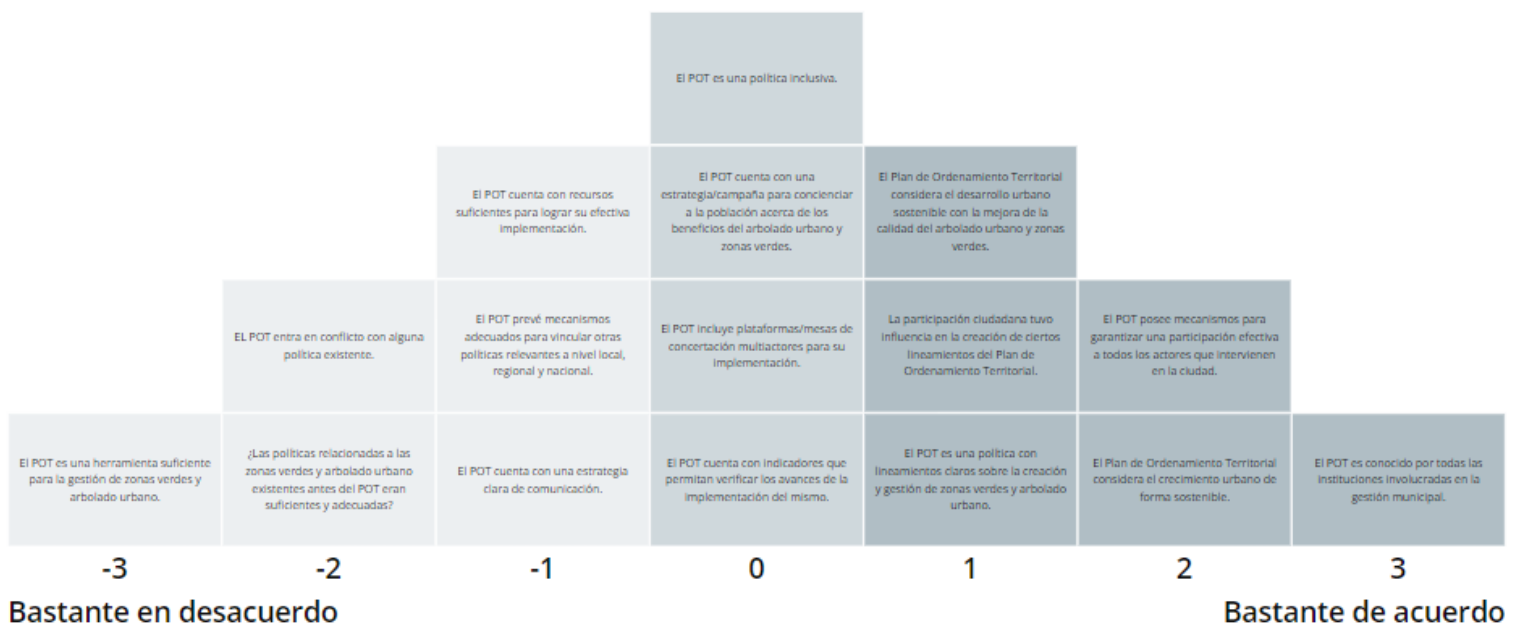 El POT es una política inclusiva.
El POT cuenta con recursos
suficientes para lograr su efectiva
implementación.
El POT cuenta con una
estrategia/campaña para concienciar
a la población acerca de los
beneficios del arbolado urbano y
zonas verdes.
El Plan de Ordenamiento Territorial
considera el desarrollo urbano
sostenible con la mejora de la
calidad del arbolado urbano y zonas
verdes.
EL POT entra en conflicto con alguna
política existente.
El POT prevé mecanismos
adecuados para vincular otras
políticas relevantes a nivel local,
regional y nacional.
El POT incluye plataformas/mesas de
concertación multiactores para su
implementación.
La participación ciudadana tuvo
influencia en la creación de ciertos
lineamientos del Plan de
Ordenamiento Territorial.
El POT posee mecanismos para
garantizar una participación efectiva
a todos los actores que intervienen
en la ciudad.
El POT es una herramienta suficiente
para la gestión de zonas verdes y
arbolado urbano.
¿Las políticas relacionadas a las
zonas verdes y arbolado urbano
existentes antes del POT eran
suficientes y adecuadas?
El POT cuenta con una estrategia
clara de comunicación.
El POT cuenta con indicadores que
permitan verificar los avances de la
implementación del mismo.
El POT es una política con
lineamientos claros sobre la creación
y gestión de zonas verdes y arbolado
urbano.
El Plan de Ordenamiento Territorial
considera el crecimiento urbano de
forma sostenible.
El POT es conocido por todas las
instituciones involucradas en la
gestión municipal.
-3 -2 -1 0 1 2 3
Bastante en desacuerdo Bastante de acuerdo